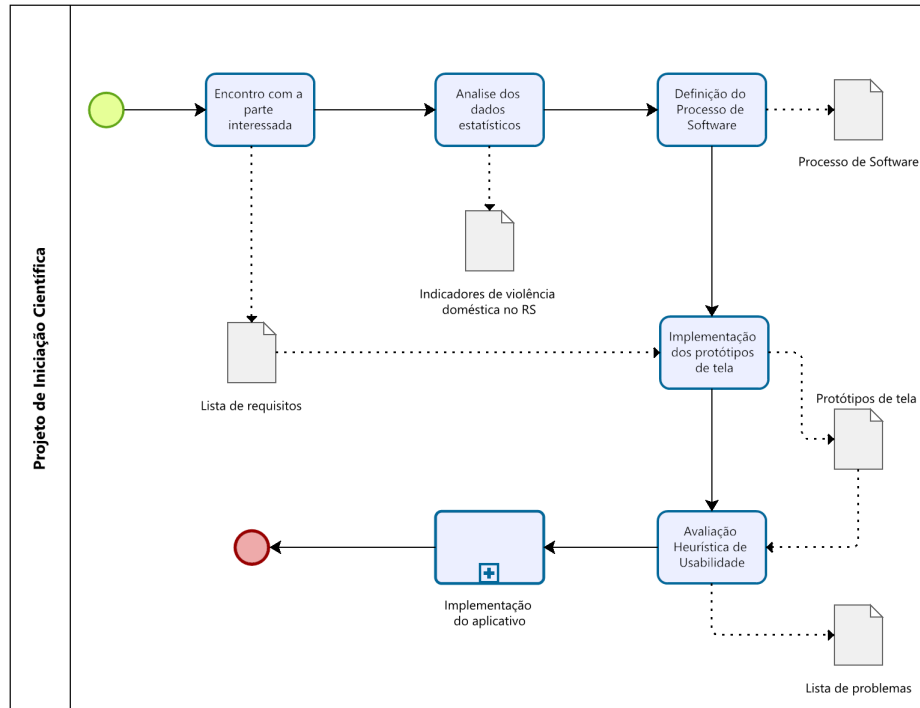 Projeto de Iniciação Científica
Encontro com a
parte
interessada
Analise dos
dados
estatísticos
Definição do
Processo de
Software
Processo de Software
Indicadores de violência
doméstica no RS
Lista de requisitos
Implementação
dos protótipos
de tela
Protótipos de tela
Avaliação
Heurística de
Usabilidade
Implementação
do aplicativo
Lista de problemas